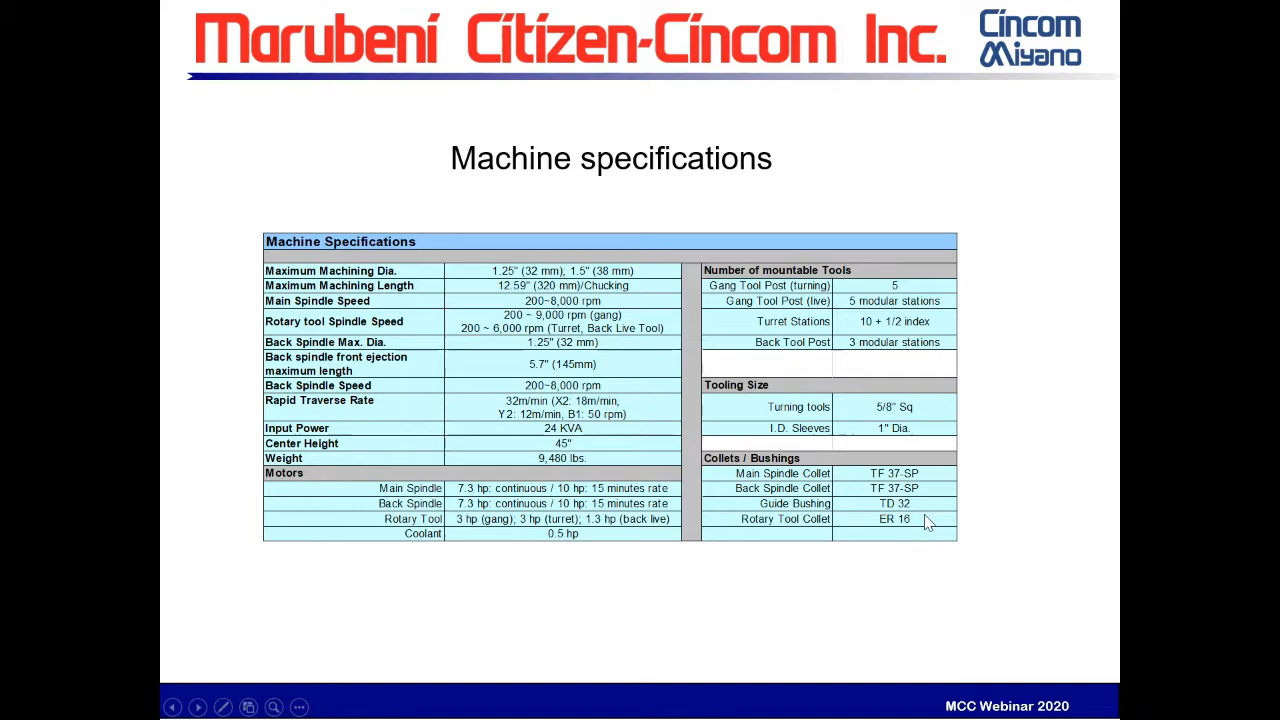 Marubeni Citizen-Cincom Inc.
Cincom
Miyano
Machine specifications
Machine Specifications
Maximum Machining Dia. 1.25" (32 mm); 1.5" (38 mm)
Maximum Machining Length 12.59" (320 mm)/Chucking
Main Spindle Speed 200~8,000 rpm
Rotary tool Spindle Speed 200 ~ 9,000 rpm (gang)
200 ~ 6,000 rpm (Turret, Back Live Tool)
Back Spindle Max. Dia. 1.25" (32 mm)
Back spindle front ejection
maximum length 5.7" (145mm)
Back Spindle Speed 200~8,000 rpm
Rapid Traverse Rate 32m/min (X2: 18m/min,
Y2: 12m/min, B1: 50 rpm)
Input Power 24 KVA
Center Height 45"
Weight 9,480 lbs.
Motors
Main Spindle 7.3 hp: continuous / 10 hp: 15 minutes rate
Back Spindle 7.3 hp: continuous / 10 hp: 15 minutes rate
Rotary Tool 3 hp (gang); 3 hp (turret); 1.3 hp (back live)
Coolant 0.5 hp
Number of mountable Tools
Gang Tool Post (turning) 5
Gang Tool Post (live) 5 modular stations
Turret Stations 10 + 1/2 index
Back Tool Post 3 modular stations
Tooling Size
Turning tools 5/8" Sq
I.D. Sleeves 1" Dia.
Collets / Bushings
Main Spindle Collet TF 37-SP
Back Spindle Collet TF 37-SP
Guide Bushing TD 32
Rotary Tool Collet ER 16
MCC Webinar 2020